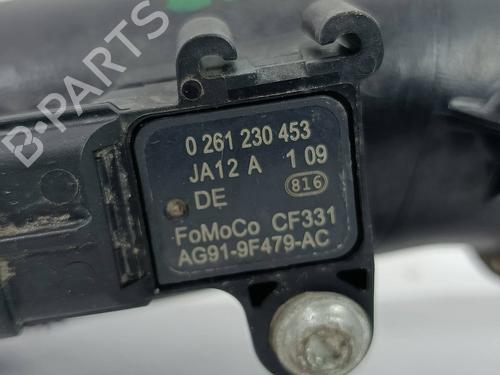 B-PARTS
0 261 230 453
JA12 A 1 09
DE 816
FoMoCo CF331
AG91-9F479-AC